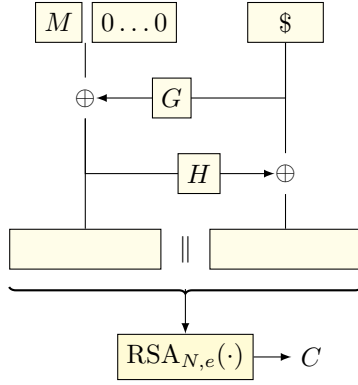 M 0...0 $
⊕ G
H ⊕
||
RSA_{N,e}(·) C